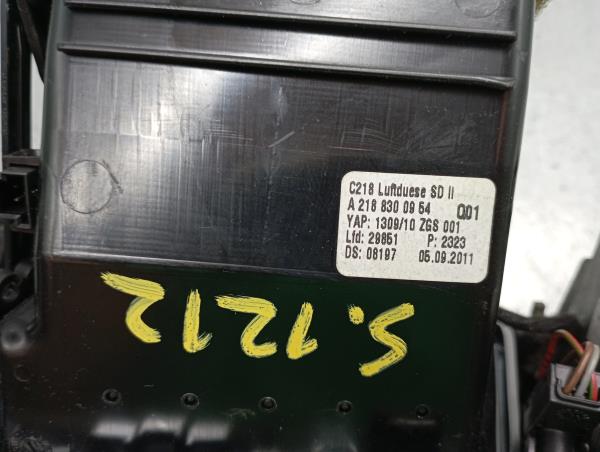 C218 Luftduese SD II
A 218 830 09 54 Q01
YAP: 1309/10 ZGS 001
Lfd: 29851 P: 2323
DS: 08197 05.09.2011
S.1212